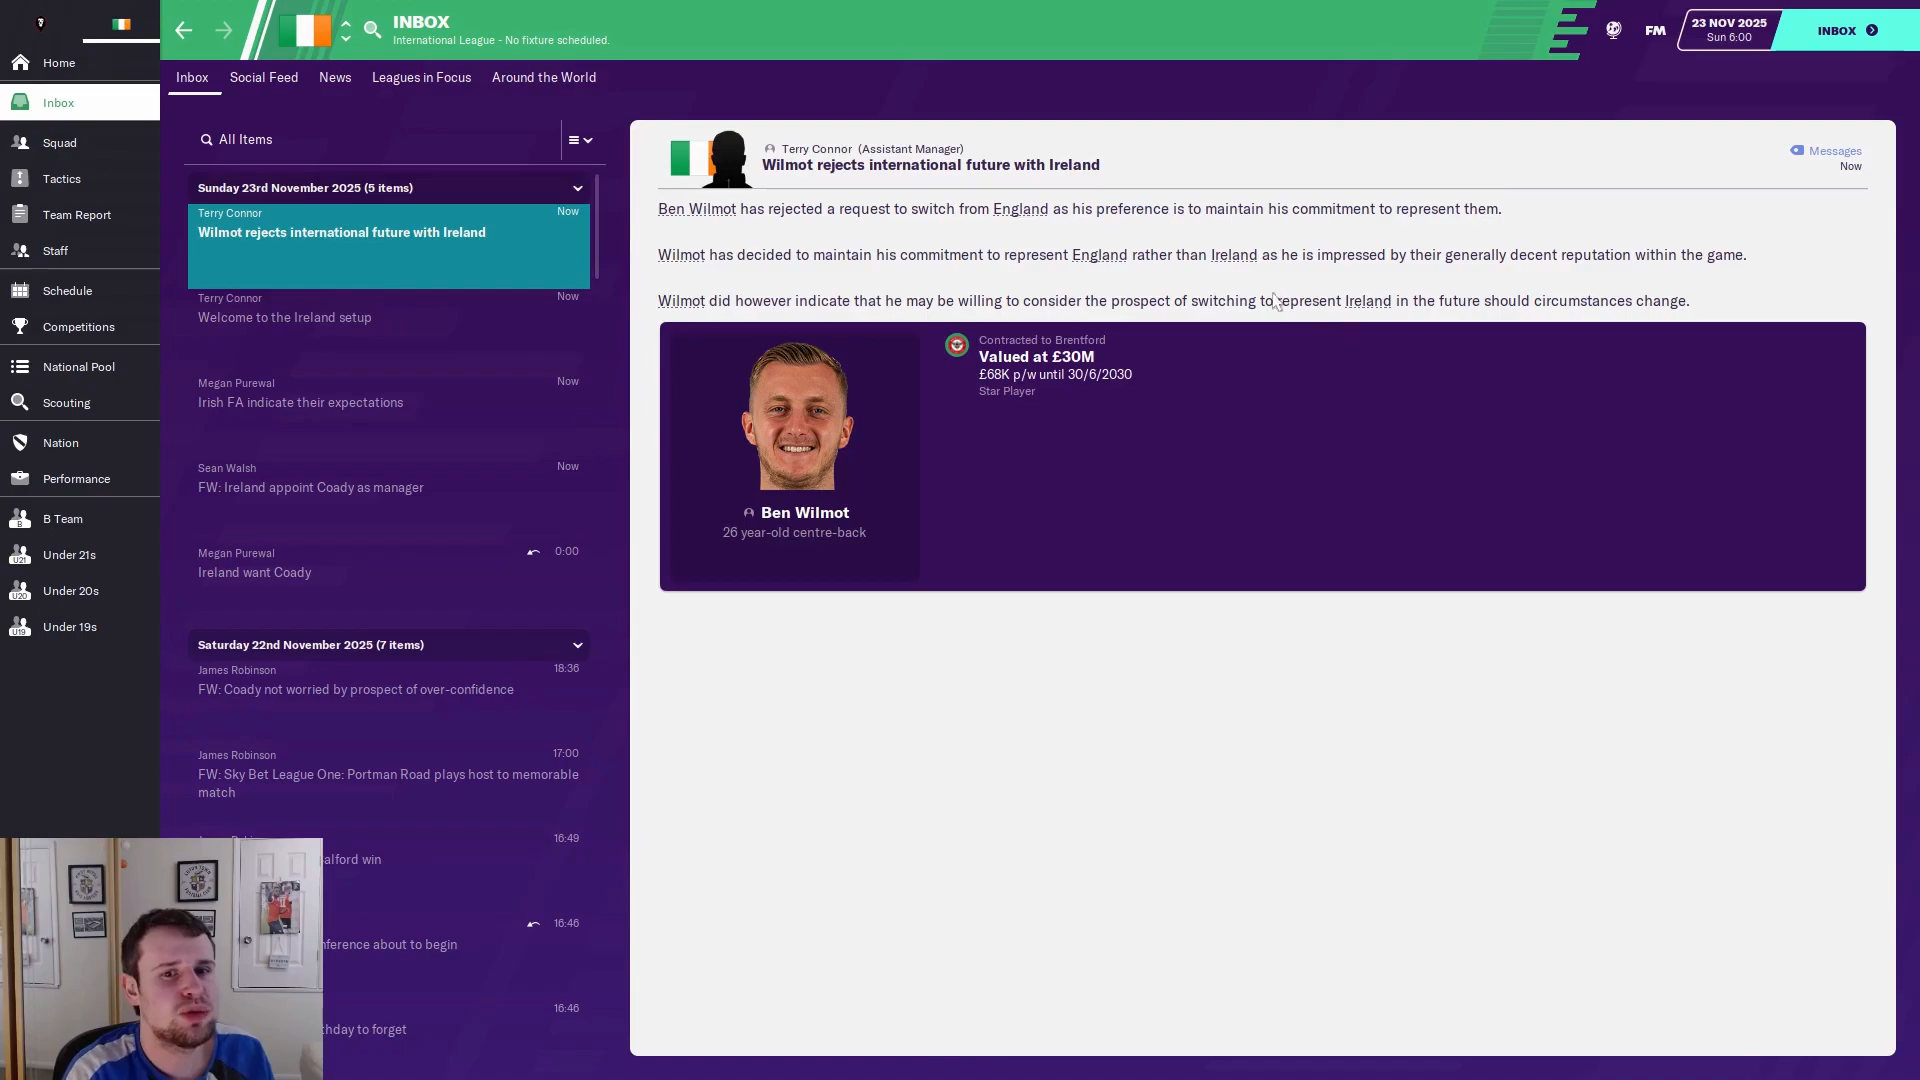 INBOX
International League - No fixture scheduled.
FM
23 NOV 2025
Sun 6:00
INBOX
Home
Inbox
Squad
Tactics
Team Report
Staff
Schedule
Competitions
National Pool
Scouting
Nation
Performance
B
B Team
U21
Under 21s
U20
Under 20s
U19
Under 19s
Inbox
Social Feed
News
Leagues in Focus
Around the World
All Items
Sunday 23rd November 2025 (5 items)
Terry Connor
Now
Wilmot rejects international future with Ireland
Terry Connor
Now
Welcome to the Ireland setup
Megan Purewal
Now
Irish FA indicate their expectations
Sean Walsh
Now
FW: Ireland appoint Coady as manager
Megan Purewal
0:00
Ireland want Coady
Saturday 22nd November 2025 (7 items)
James Robinson
18:36
FW: Coady not worried by prospect of over-confidence
James Robinson
17:00
FW: Sky Bet League One: Portman Road plays host to memorable
match
16:49
alford win
16:46
nference about to begin
16:46
thday to forget
Terry Connor (Assistant Manager)
Wilmot rejects international future with Ireland
Messages
Now
Ben Wilmot has rejected a request to switch from England as his preference is to maintain his commitment to represent them.
Wilmot has decided to maintain his commitment to represent England rather than Ireland as he is impressed by their generally decent reputation within the game.
Wilmot did however indicate that he may be willing to consider the prospect of switching to represent Ireland in the future should circumstances change.
Contracted to Brentford
Valued at £30M
£68K p/w until 30/6/2030
Star Player
Ben Wilmot
26 year-old centre-back